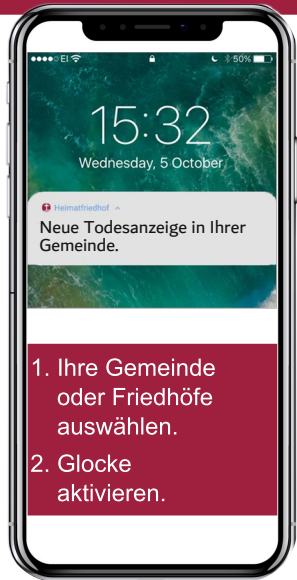 EI
50%
15:32
Wednesday, 5 October
Heimatfriedhof
Neue Todesanzeige in Ihrer
Gemeinde.
1. Ihre Gemeinde
oder Friedhöfe
auswählen.
2. Glocke
aktivieren.